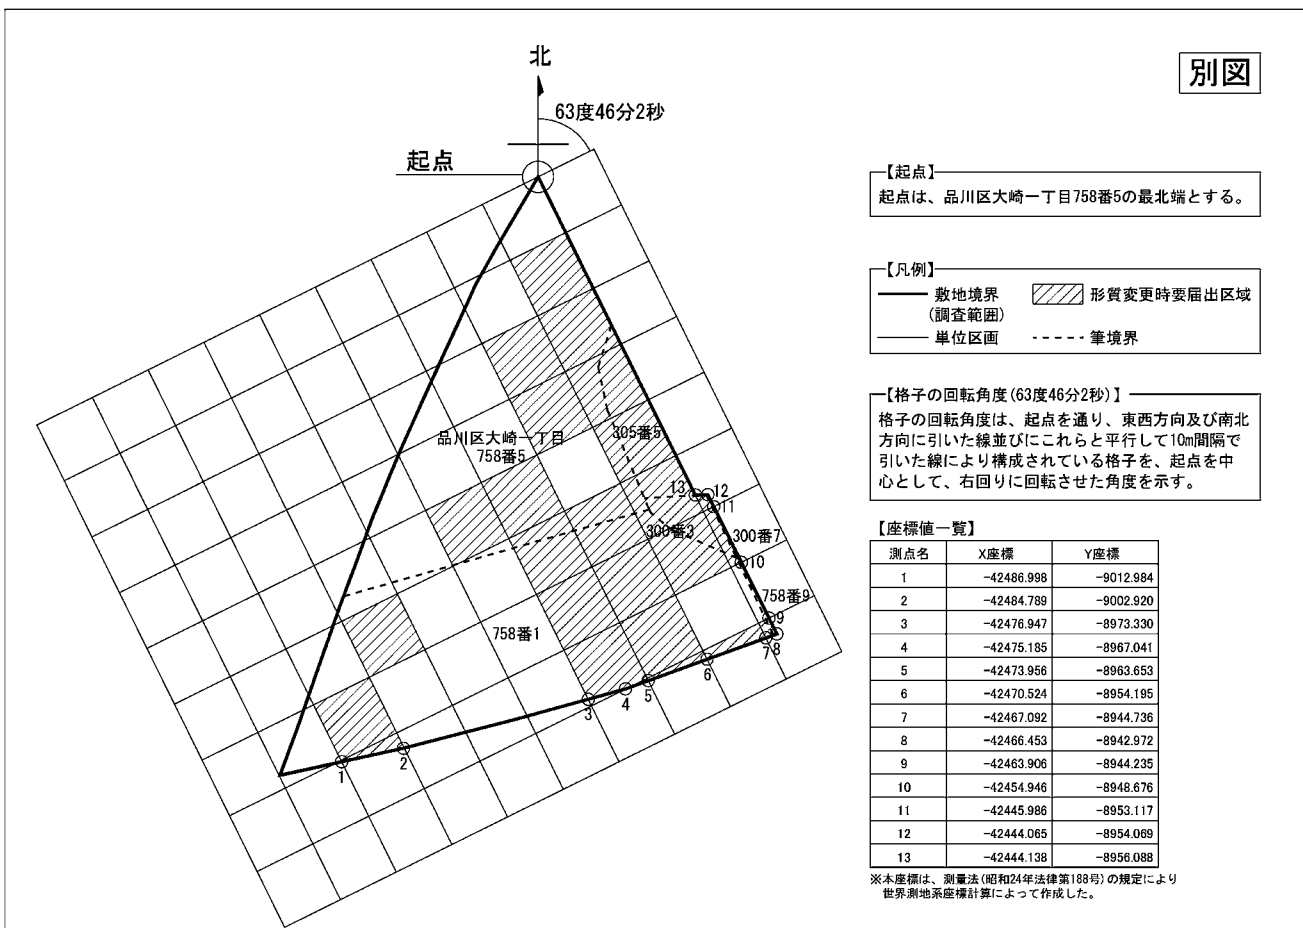 別図
北
63度46分2秒
起点
【起点】
起点は、品川区大崎一丁目758番5の最北端とする。
【凡例】
敷地境界
(調査範囲)
形質変更時要届出区域
単位区画
筆境界
【格子の回転角度(63度46分2秒)】
格子の回転角度は、起点を通り、東西方向及び南北
方向に引いた線並びにこれらと平行して10m間隔で
引いた線により構成されている格子を、起点を中
心として、右回りに回転させた角度を示す。
品川区大崎一丁目
758番5
305番5
300番3
300番7
758番9
758番1
13
12
11
10
9
8
7
6
5
4
3
2
1
【座標値一覧】
測点名 X座標 Y座標
1 -42486.998 -9012.984
2 -42484.789 -9002.920
3 -42476.947 -8973.330
4 -42475.185 -8967.041
5 -42473.956 -8963.653
6 -42470.524 -8954.195
7 -42467.092 -8944.736
8 -42466.453 -8942.972
9 -42463.906 -8944.235
10 -42454.946 -8948.676
11 -42445.986 -8953.117
12 -42444.065 -8954.069
13 -42444.138 -8956.088
※本座標は、測量法(昭和24年法律第188号)の規定により
世界測地系座標計算によって作成した。